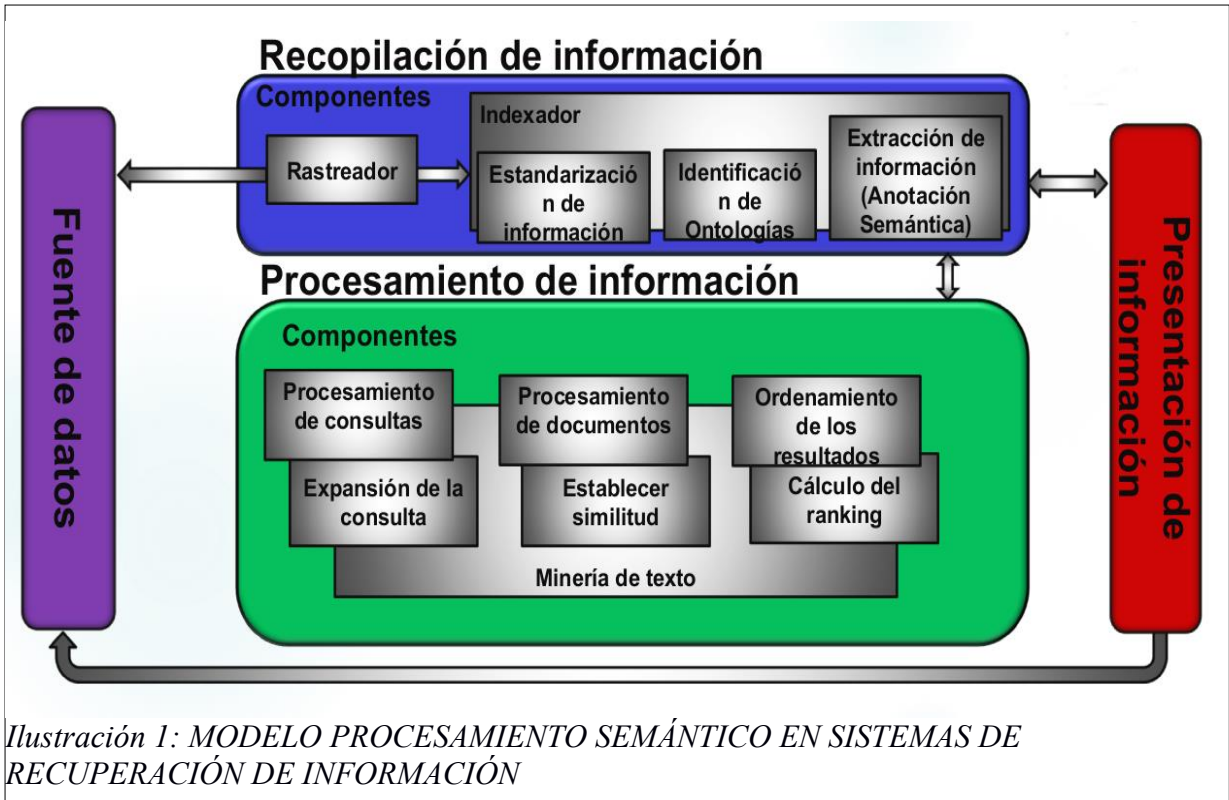 Recopilación de información
Componentes
Indexador
Rastreador
Estandarizació
n de
información
Identificació
n de
Ontologías
Extracción de
información
(Anotación
Semántica)
Fuente de datos
Presentación de
información
Procesamiento de información
Componentes
Procesamiento
de consultas
Expansión de la
consulta
Procesamiento
de documentos
Establecer
similitud
Ordenamiento
de los
resultados
Cálculo del
ranking
Minería de texto
Ilustración 1: MODELO PROCESAMIENTO SEMÁNTICO EN SISTEMAS DE
RECUPERACIÓN DE INFORMACIÓN